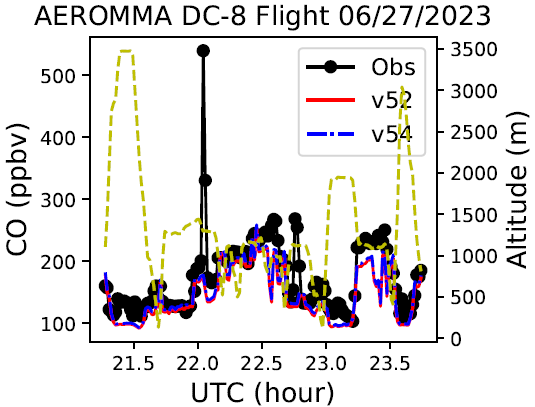 AEROMMA DC-8 Flight 06/27/2023
CO (ppbv)
500
400
300
200
100
Obs
v52
v54
3500
3000
2500
2000
1500
1000
500
0
Altitude (m)
21.5 22.0 22.5 23.0 23.5
UTC (hour)